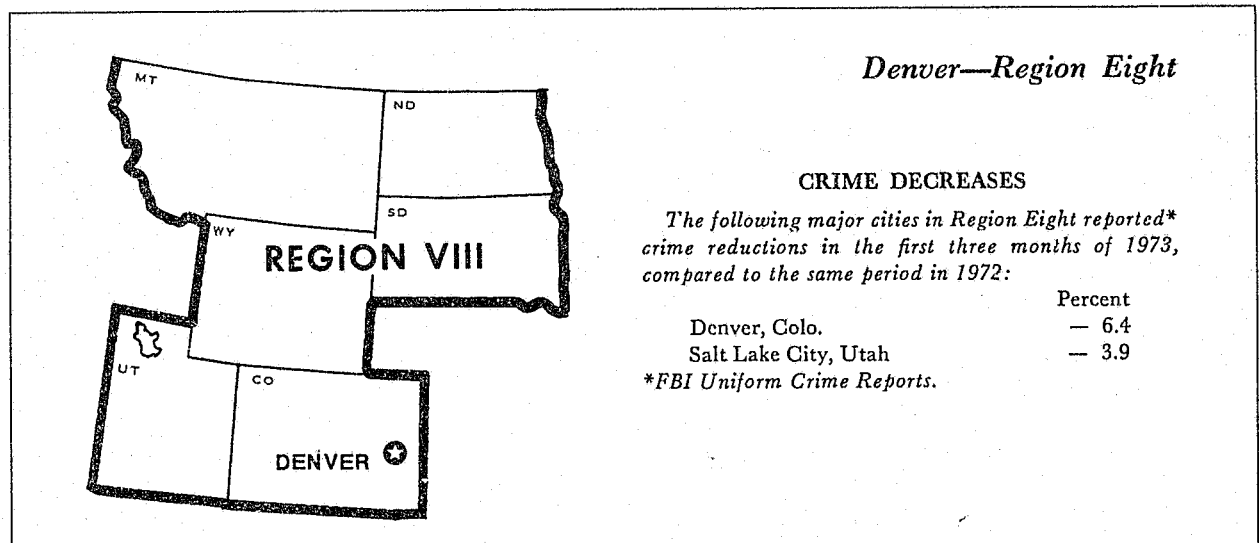 MT
ND
SD
WY
REGION VIII
UT
CO
DENVER
Denver—Region Eight
CRIME DECREASES
The following major cities in Region Eight reported*
crime reductions in the first three months of 1973,
compared to the same period in 1972:
Percent
Denver, Colo. — 6.4
Salt Lake City, Utah — 3.9
*FBI Uniform Crime Reports.